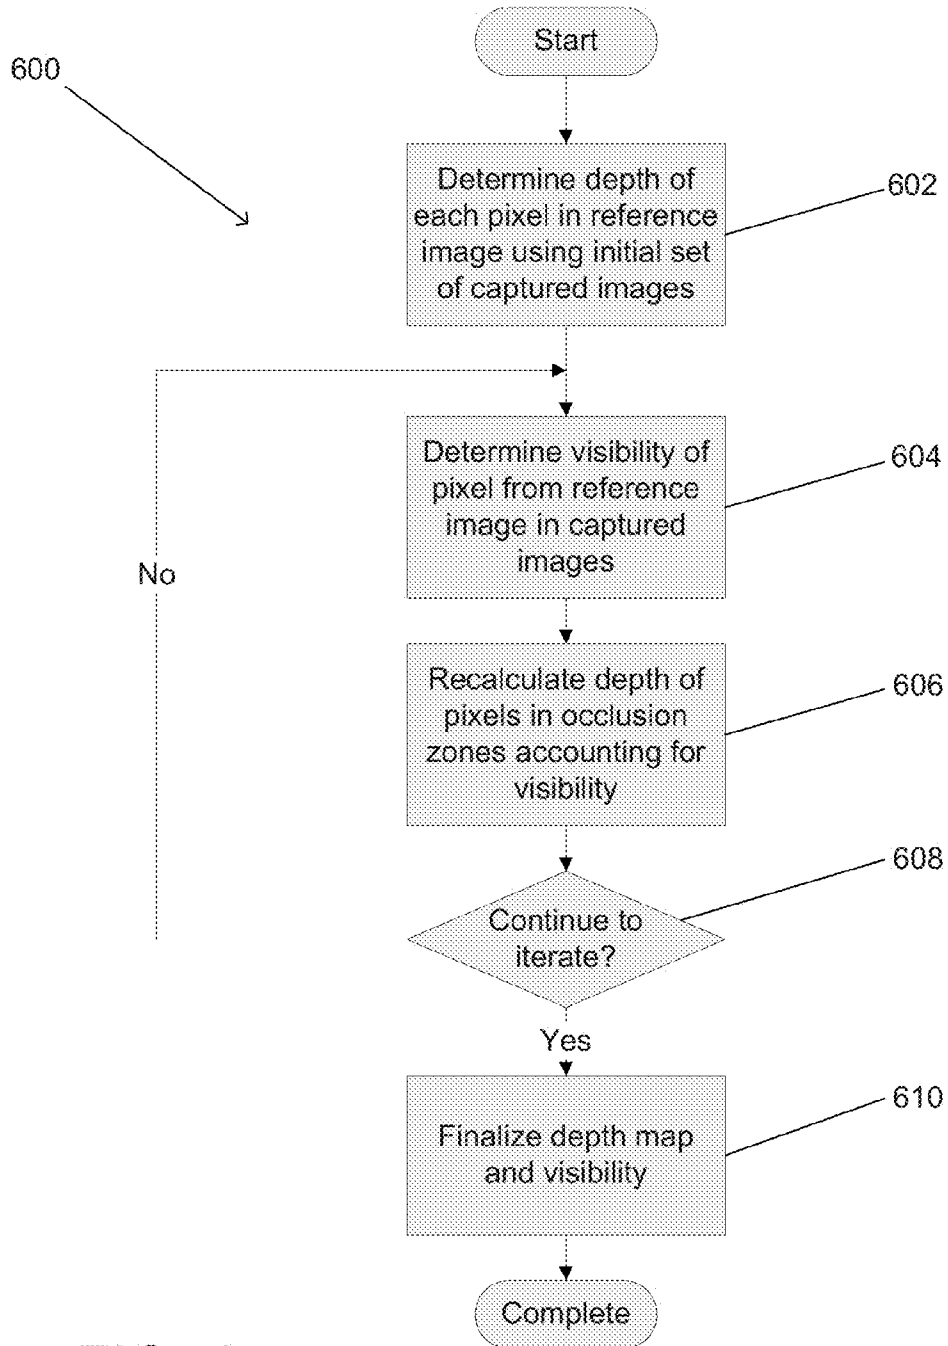 Start
600
Determine depth of
each pixel in reference
image using initial set
of captured images
602
Determine visibility of
pixel from reference
image in captured
images
604
No
Recalculate depth of
pixels in occlusion
zones accounting for
visibility
606
Continue to
iterate?
608
Yes
Finalize depth map
and visibility
610
Complete